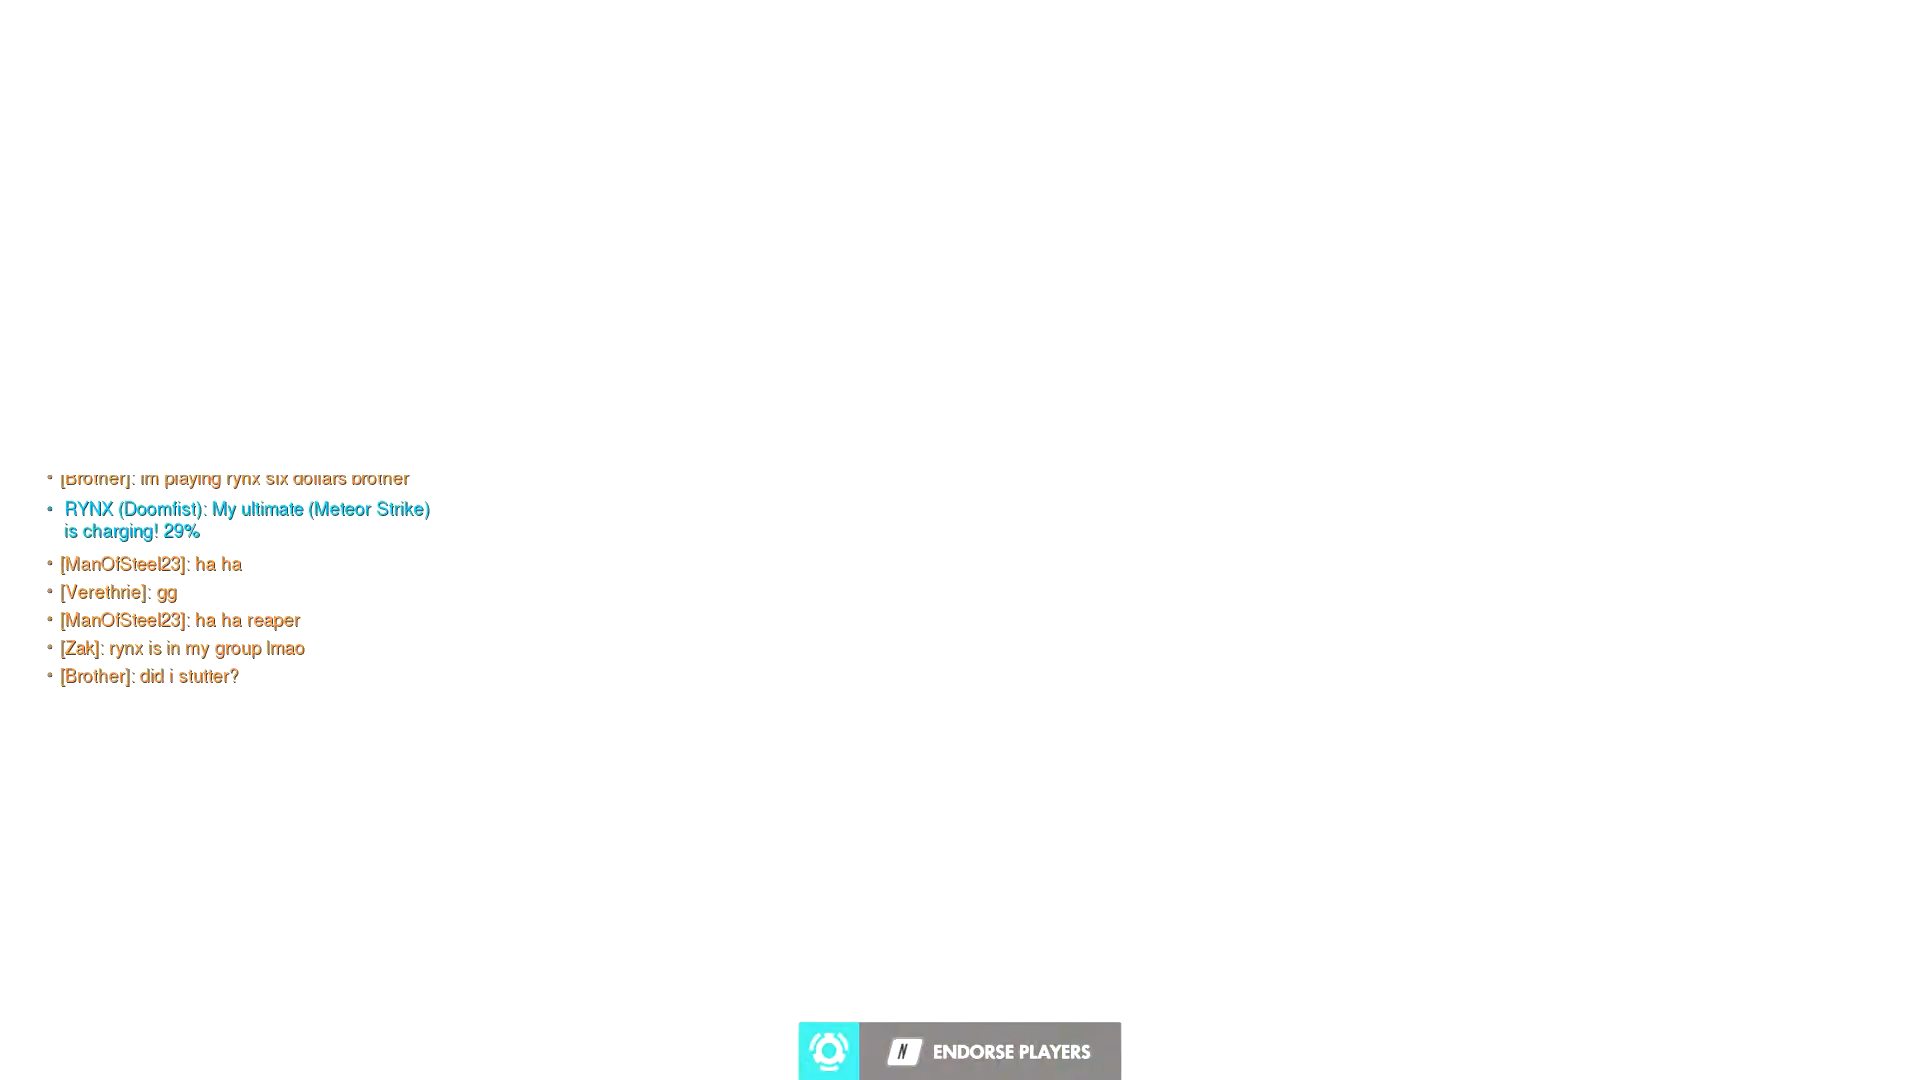 • [Brother]: im playing rynx six dollars brother
• RYNX (Doomfist): My ultimate (Meteor Strike)
is charging! 29%
• [ManOfSteel23]: ha ha
• [Verethrie]: gg
• [ManOfSteel23]: ha ha reaper
• [Zak]: rynx is in my group lmao
• [Brother]: did i stutter?
N ENDORSE PLAYERS